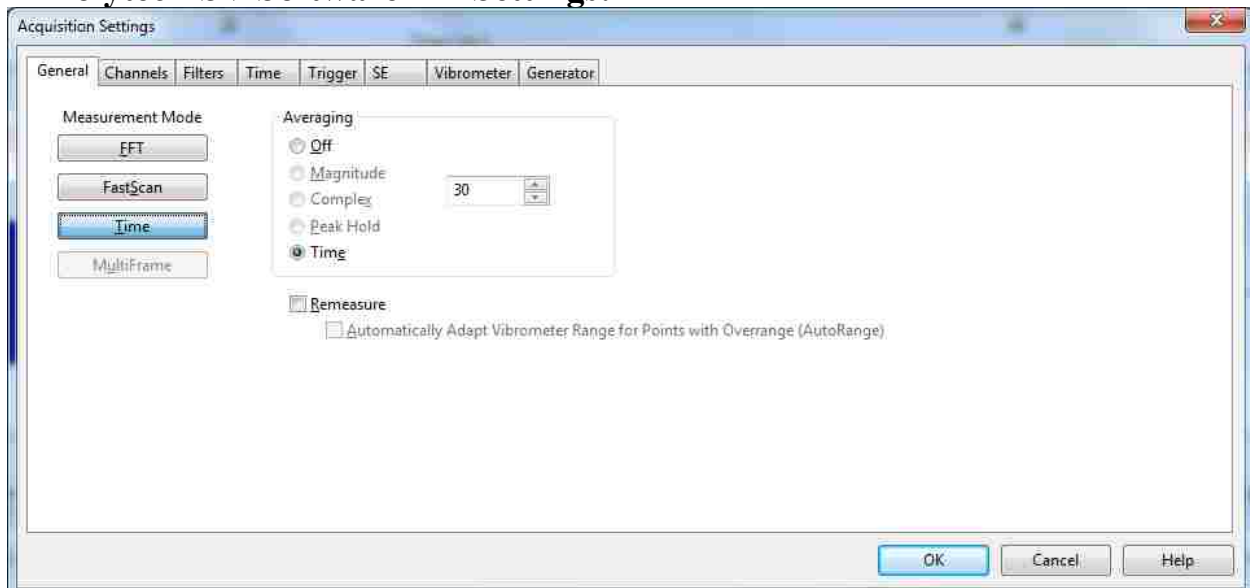 Acquisition Settings
General Channels Filters Time Trigger SE Vibrometer Generator
Measurement Mode
FFT
FastScan
Time
MultiFrame
Averaging
Off
Magnitude
Complex
Peak Hold
Time
30
Remeasure
Automatically Adapt Vibrometer Range for Points with Overrange (AutoRange)
OK Cancel Help